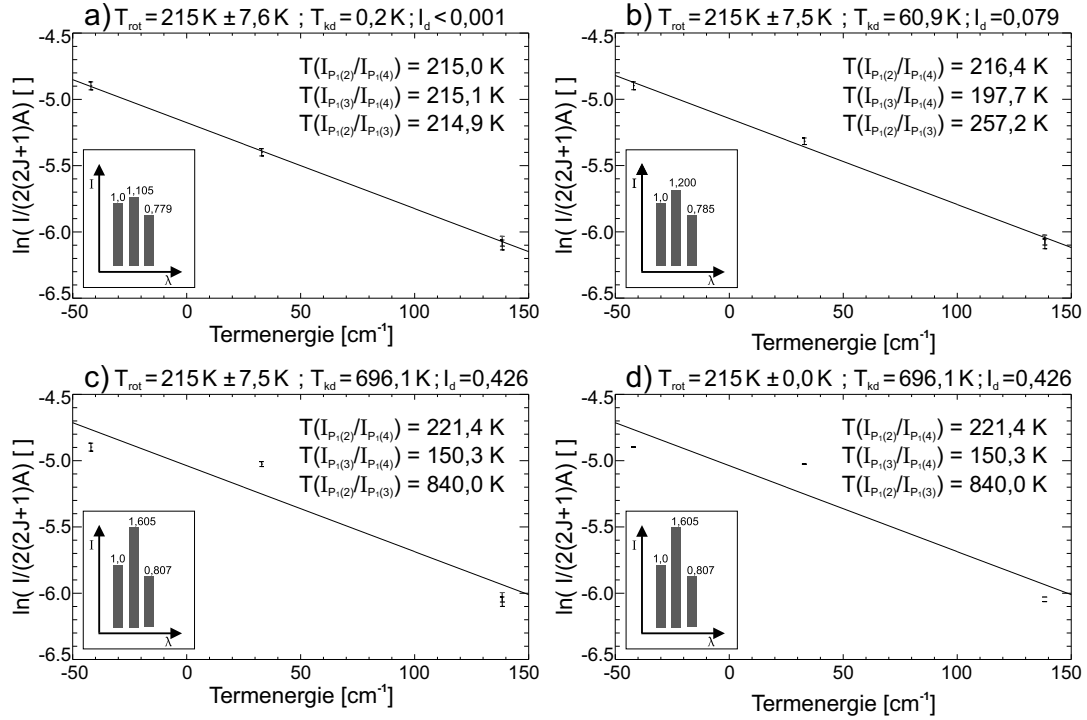 a) T_rot = 215 K ± 7,6 K ; T_kd = 0,2 K ; I_d < 0,001
-4.5
-5.0
-5.5
-6.0
-6.5
ln( I/(2(2J+1)A) [ ]
T(I_P₁(2)/I_P₁(4)) = 215,0 K
T(I_P₁(3)/I_P₁(4)) = 215,1 K
T(I_P₁(2)/I_P₁(3)) = 214,9 K
I
1,0
1,105
0,779
λ
-50 0 50 100 150
Termenergie [cm⁻¹]
b) T_rot = 215 K ± 7,5 K ; T_kd = 60,9 K ; I_d = 0,079
-4.5
-5.0
-5.5
-6.0
-6.5
ln( I/(2(2J+1)A) [ ]
T(I_P₁(2)/I_P₁(4)) = 216,4 K
T(I_P₁(3)/I_P₁(4)) = 197,7 K
T(I_P₁(2)/I_P₁(3)) = 257,2 K
I
1,0
1,200
0,785
λ
-50 0 50 100 150
Termenergie [cm⁻¹]
c) T_rot = 215 K ± 7,5 K ; T_kd = 696,1 K ; I_d = 0,426
-4.5
-5.0
-5.5
-6.0
-6.5
ln( I/(2(2J+1)A) [ ]
T(I_P₁(2)/I_P₁(4)) = 221,4 K
T(I_P₁(3)/I_P₁(4)) = 150,3 K
T(I_P₁(2)/I_P₁(3)) = 840,0 K
I
1,0
1,605
0,807
λ
-50 0 50 100 150
Termenergie [cm⁻¹]
d) T_rot = 215 K ± 0,0 K ; T_kd = 696,1 K ; I_d = 0,426
-4.5
-5.0
-5.5
-6.0
-6.5
ln( I/(2(2J+1)A) [ ]
T(I_P₁(2)/I_P₁(4)) = 221,4 K
T(I_P₁(3)/I_P₁(4)) = 150,3 K
T(I_P₁(2)/I_P₁(3)) = 840,0 K
I
1,0
1,605
0,807
λ
-50 0 50 100 150
Termenergie [cm⁻¹]